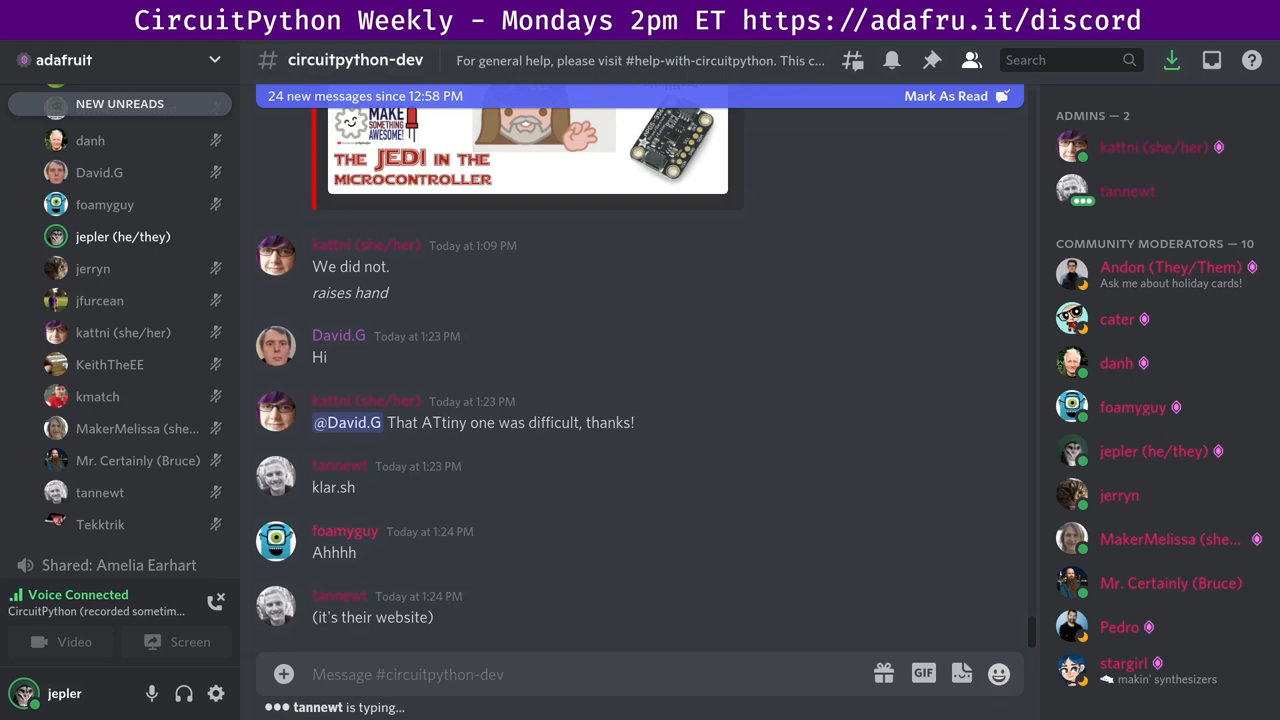 CircuitPython Weekly - Mondays 2pm ET https://adafru.it/discord
adafruit
NEW UNREADS
danh
David.G
foamyguy
jepler (he/they)
jerryn
jfurcean
kattni (she/her)
KeithTheEE
kmatch
MakerMelissa (she...
Mr. Certainly (Bruce)
tannewt
Tekktrik
Shared: Amelia Earhart
Voice Connected
CircuitPython (recorded sometim...
Video
Screen
jepler
# circuitpython-dev
For general help, please visit #help-with-circuitpython. This c...
Search
24 new messages since 12:58 PM
Mark As Read
MAKE
SOMETHING
AWESOME!
THE JEDI IN THE
MICROCONTROLLER
kattni (she/her) Today at 1:09 PM
We did not.
raises hand
David.G Today at 1:23 PM
Hi
kattni (she/her) Today at 1:23 PM
@David.G That ATtiny one was difficult, thanks!
tannewt Today at 1:23 PM
klar.sh
foamyguy Today at 1:24 PM
Ahhhh
tannewt Today at 1:24 PM
(it's their website)
Message #circuitpython-dev
GIF
tannewt is typing...
ADMINS — 2
kattni (she/her)
tannewt
COMMUNITY MODERATORS — 10
Andon (They/Them)
Ask me about holiday cards!
cater
danh
foamyguy
jepler (he/they)
jerryn
MakerMelissa (she...
Mr. Certainly (Bruce)
Pedro
stargirl
makin' synthesizers